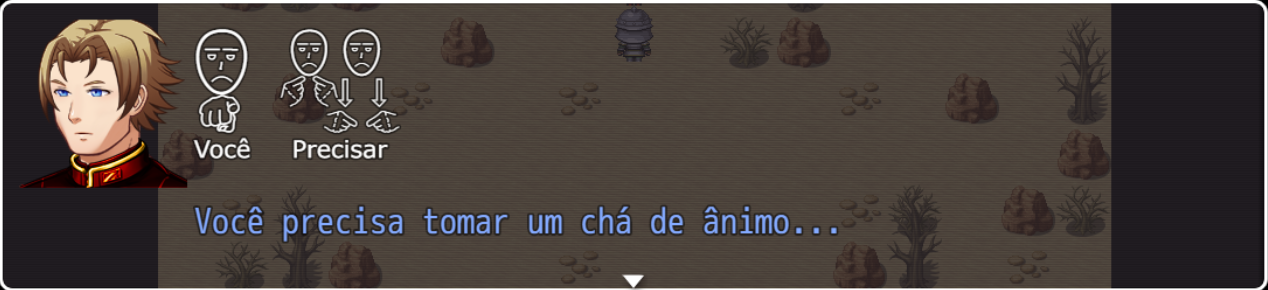 Você Precisar
Você precisa tomar um chá de ânimo...